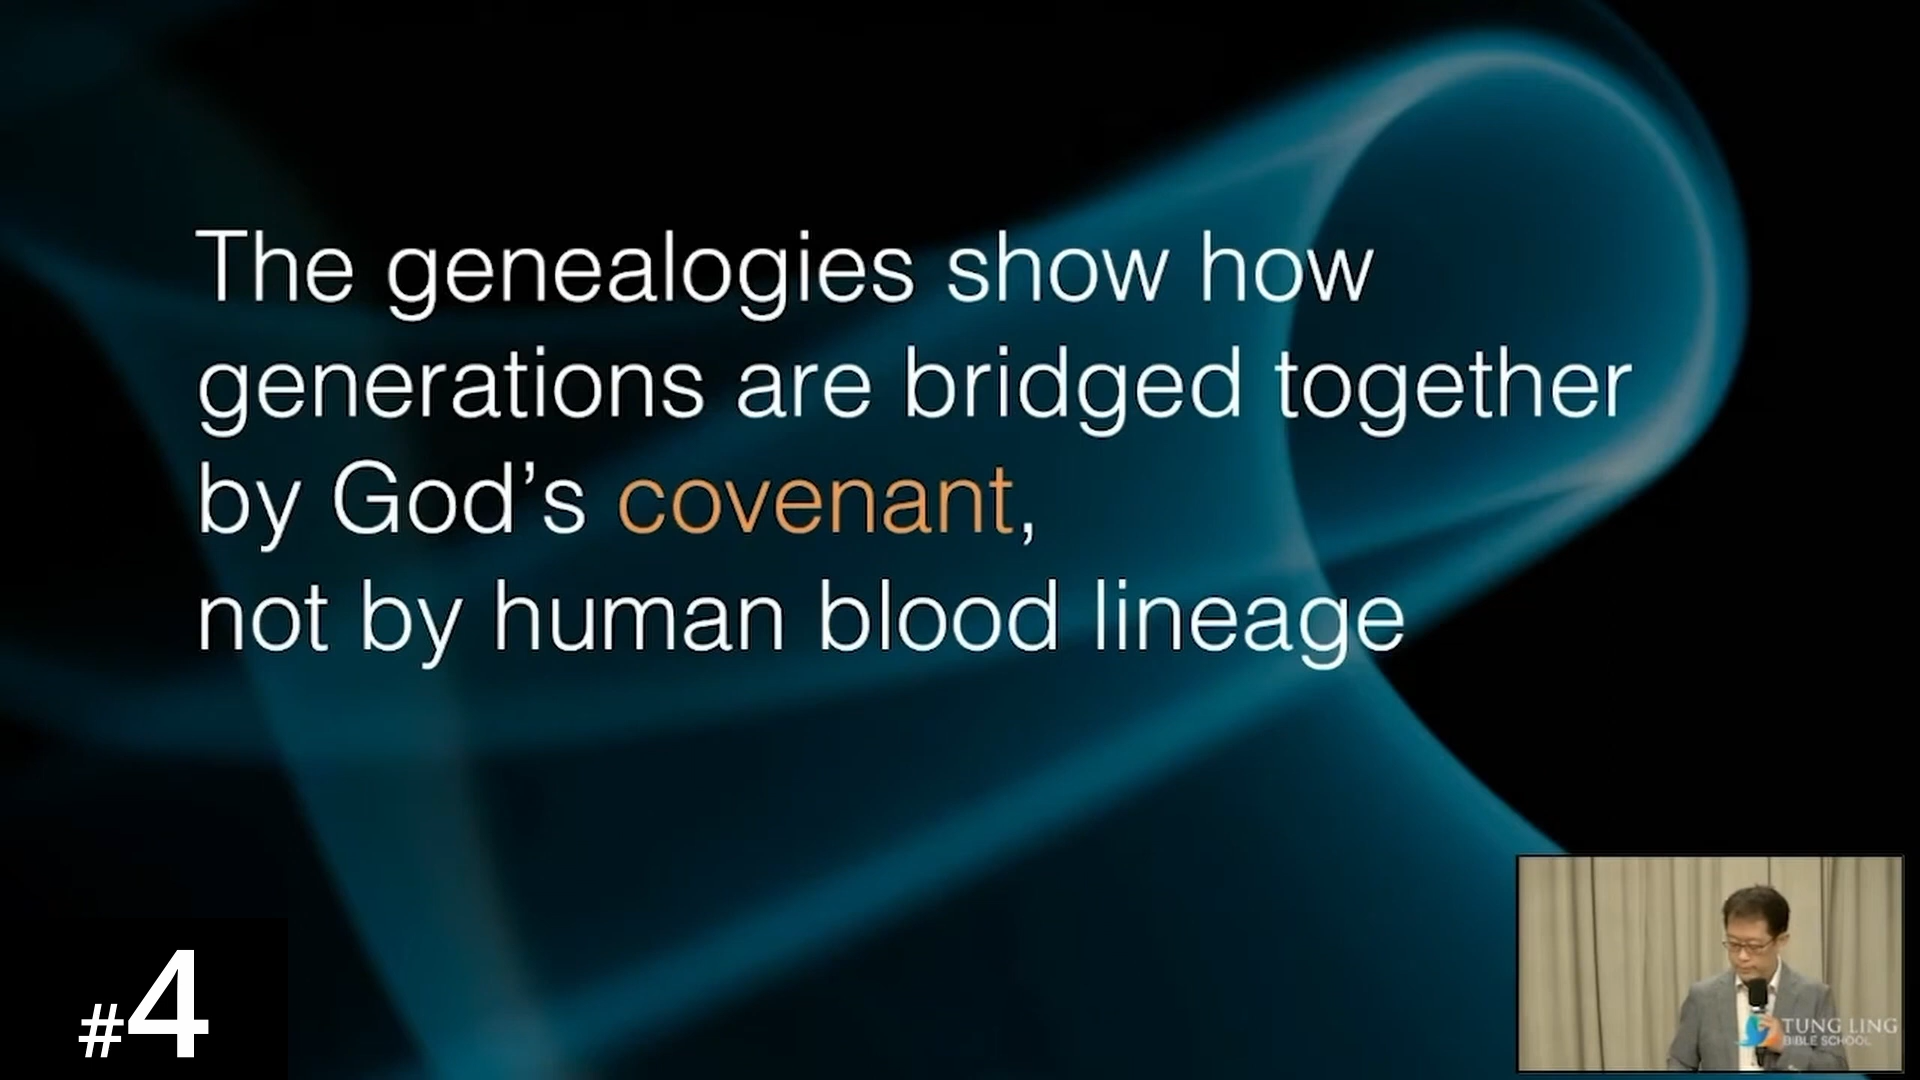 The genealogies show how
generations are bridged together
by God’s covenant,
not by human blood lineage
#4
TUNG LING
BIBLE SCHOOL